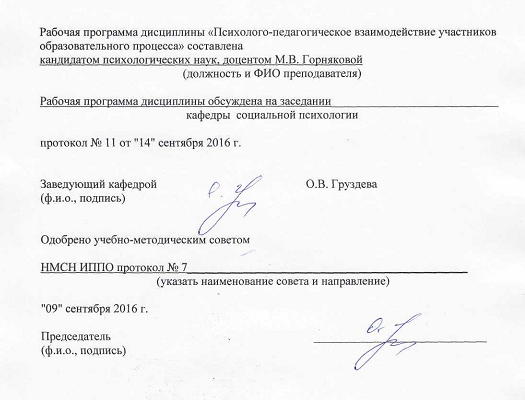 Рабочая программа дисциплины «Психолого-педагогическое взаимодействие участников
образовательного процесса» составлена
кандидатом психологических наук, доцентом М.В. Горняковой
(должность и ФИО преподавателя)
Рабочая программа дисциплины обсуждена на заседании
кафедры социальной психологии
протокол № 11 от "14" сентября 2016 г.
Заведующий кафедрой О.В. Груздева
(ф.и.о., подпись)
Одобрено учебно-методическим советом
НМСН ИППО протокол № 7
(указать наименование совета и направление)
"09" сентября 2016 г.
Председатель
(ф.и.о., подпись)